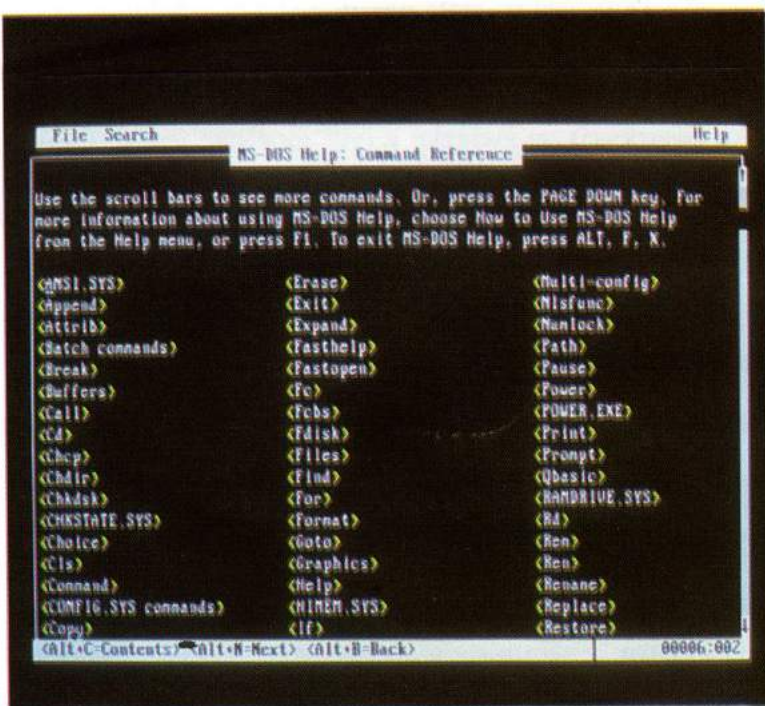 File Search Help
MS-DOS Help: Command Reference
Use the scroll bars to see more commands. Or, press the PAGE DOWN key. For
more information about using MS-DOS Help, choose How to Use MS-DOS Help
from the Help menu, or press F1. To exit MS-DOS Help, press ALT, F, X.
<ANSI.SYS> <Erase> <Multi-config>
<Append> <Exit> <Nlsfunc>
<Attrib> <Expand> <Numlock>
<Batch commands> <Fasthelp> <Path>
<Break> <Fastopen> <Pause>
<Buffers> <Fc> <Power>
<Call> <Fcbs> <POWER.EXE>
<Cd> <Fdisk> <Print>
<Chcp> <Files> <Prompt>
<Chdir> <Find> <Qbasic>
<Chkdsk> <For> <RAMDRIVE.SYS>
<CHKSTATE.SYS> <Format> <Rd>
<Choice> <Goto> <Rem>
<Cls> <Graphics> <Ren>
<Command> <Help> <Rename>
<CONFIG.SYS commands> <HIMEM.SYS> <Replace>
<Copy> <If> <Restore>
<Alt+C=Contents> <Alt+N=Next> <Alt+B=Back> 00006:002